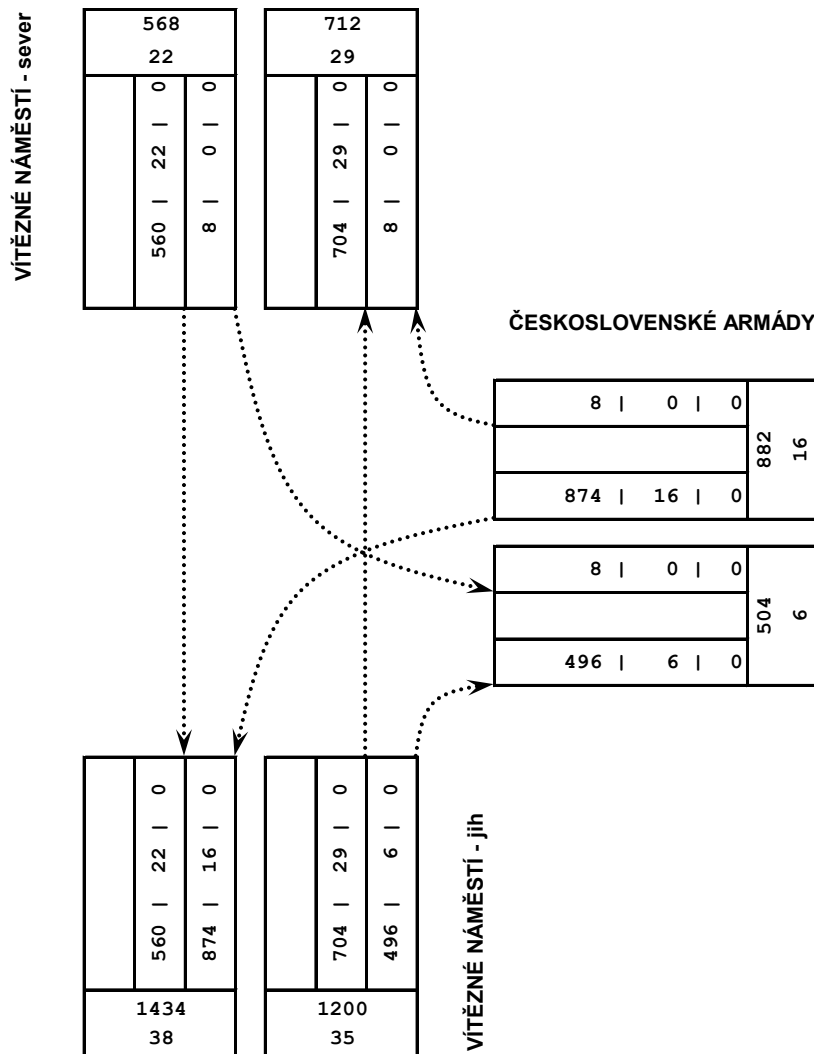 VÍTĚZNÉ NÁMĚSTÍ - sever
568
22
560 | 22 | 0
8 | 0 | 0
712
29
704 | 29 | 0
8 | 0 | 0
ČESKOSLOVENSKÉ ARMÁDY
8 | 0 | 0
874 | 16 | 0
882
16
8 | 0 | 0
496 | 6 | 0
504
6
560 | 22 | 0
874 | 16 | 0
1434
38
704 | 29 | 0
496 | 6 | 0
1200
35
VÍTĚZNÉ NÁMĚSTÍ - jih